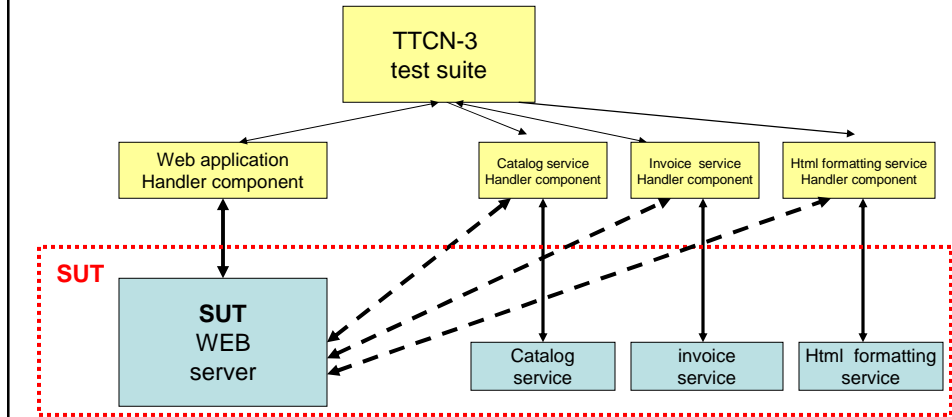 TTCN-3
test suite
Web application
Handler component
Catalog service
Handler component
Invoice service
Handler component
Html formatting service
Handler component
SUT
SUT
WEB
server
Catalog
service
invoice
service
Html formatting
service